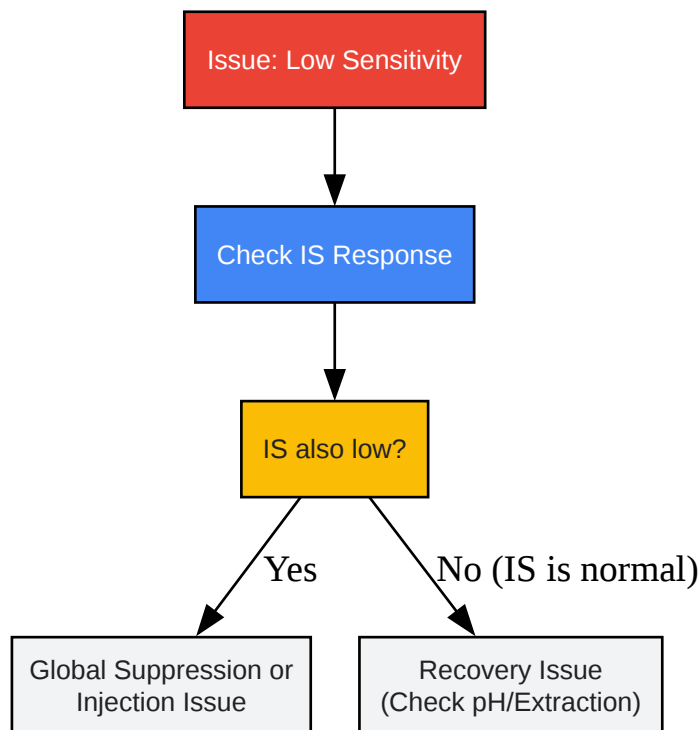 Issue: Low Sensitivity
Check IS Response
IS also low?
Yes
No (IS is normal)
Global Suppression or
Injection Issue
Recovery Issue
(Check pH/Extraction)